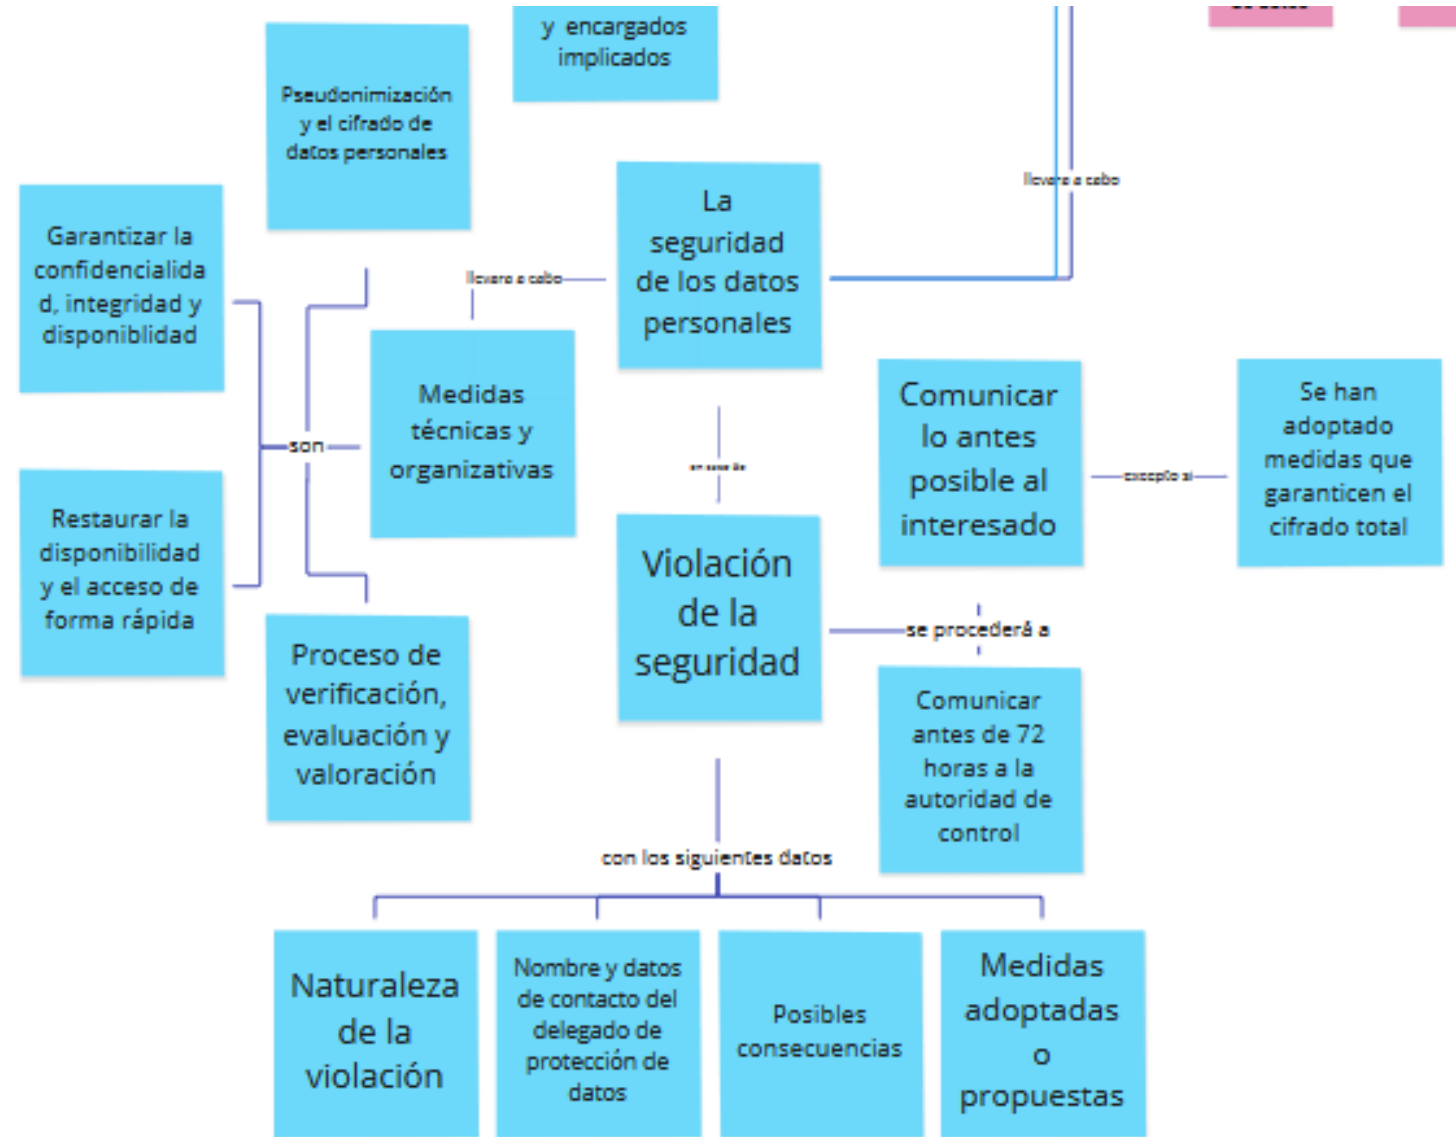 y encargados
implicados
Pseudonimización
y el cifrado de
datos personales
llevara a cabo
La
seguridad
de los datos
personales
Garantizar la
confidencialida
d, integridad y
disponiblidad
llevara a cabo
Medidas
técnicas y
organizativas
son
Restaurar la
disponibilidad
y el acceso de
forma rápida
Proceso de
verificación,
evaluación y
valoración
en caso de
Violación
de la
seguridad
Comunicar
lo antes
posible al
interesado
excepto si
Se han
adoptado
medidas que
garanticen el
cifrado total
se procederá a
Comunicar
antes de 72
horas a la
autoridad de
control
con los siguientes datos
Naturaleza
de la
violación
Nombre y datos
de contacto del
delegado de
protección de
datos
Posibles
consecuencias
Medidas
adoptadas
o
propuestas